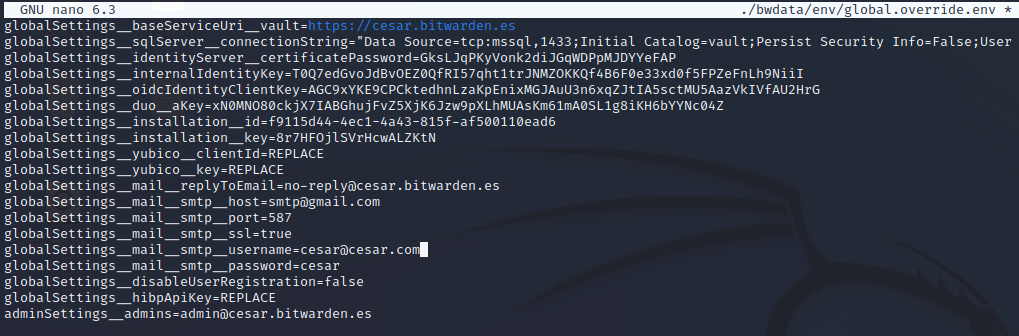 GNU nano 6.3 ./bwdata/env/global.override.env *
globalSettings__baseServiceUri__vault=https://cesar.bitwarden.es
globalSettings__sqlServer__connectionString="Data Source=tcp:mssql,1433;Initial Catalog=vault;Persist Security Info=False;User
globalSettings__identityServer__certificatePassword=GksLJqPKyVonk2diJGqWDPpMJDYYeFAP
globalSettings__internalIdentityKey=T0Q7edGvoJdBvOEZ0QfRI57qht1trJNMZOKKQf4B6F0e33xd0f5FPZeFnLh9NiiI
globalSettings__oidcIdentityClientKey=AGC9xYKE9CPCktedhnLzaKpEnixMGJAuU3n6xqZJtIA5sctMU5AazVkIVfAU2HrG
globalSettings__duo__aKey=xN0MNO80ckjX7IABGhujFvZ5XjK6Jzw9pXLhMUAsKm61mA0SL1g8iKH6bYYNc04Z
globalSettings__installation__id=f9115d44-4ec1-4a43-815f-af500110ead6
globalSettings__installation__key=8r7HFOjlSVrHcwALZKtN
globalSettings__yubico__clientId=REPLACE
globalSettings__yubico__key=REPLACE
globalSettings__mail__replyToEmail=no-reply@cesar.bitwarden.es
globalSettings__mail__smtp__host=smtp@gmail.com
globalSettings__mail__smtp__port=587
globalSettings__mail__smtp__ssl=true
globalSettings__mail__smtp__username=cesar@cesar.com
globalSettings__mail__smtp__password=cesar
globalSettings__disableUserRegistration=false
globalSettings__hibpApiKey=REPLACE
adminSettings__admins=admin@cesar.bitwarden.es